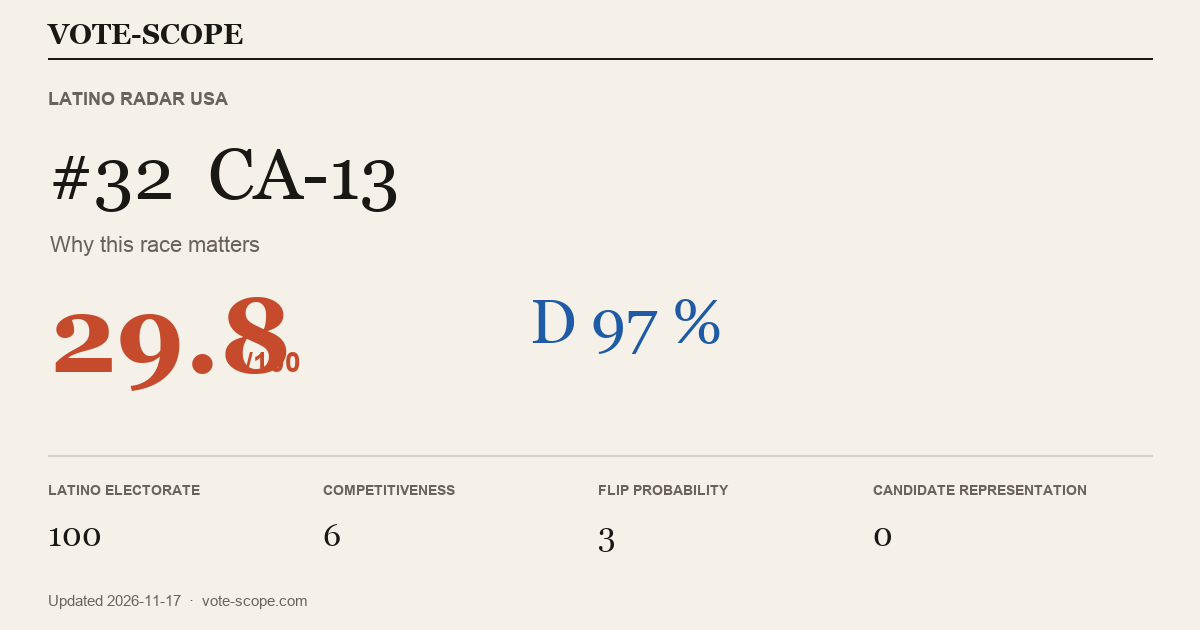 VOTE-SCOPE
LATINO RADAR USA
#32 CA-13
Why this race matters
29.8 /100
D 97 %
LATINO ELECTORATE
COMPETITIVENESS
FLIP PROBABILITY
CANDIDATE REPRESENTATION
100
6
3
0
Updated 2026-11-17 · vote-scope.com